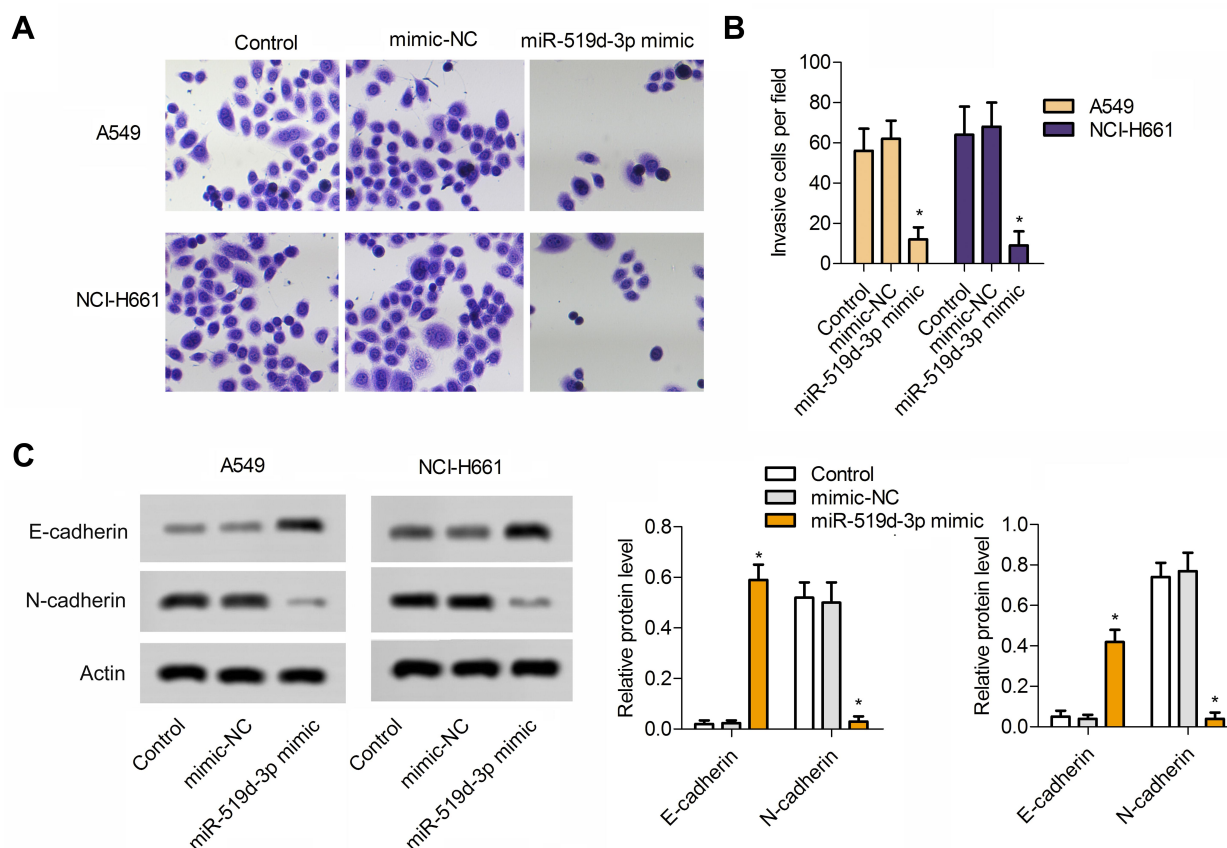 A
Control
mimic-NC
miR-519d-3p mimic
A549
NCI-H661
B
Invasive cells per field
100
80
60
40
20
0
*
*
A549
NCI-H661
Control
mimic-NC
miR-519d-3p mimic
Control
mimic-NC
miR-519d-3p mimic
C
A549
NCI-H661
E-cadherin
N-cadherin
Actin
Control
mimic-NC
miR-519d-3p mimic
Control
mimic-NC
miR-519d-3p mimic
Control
mimic-NC
miR-519d-3p mimic
Relative protein level
0.8
0.6
0.4
0.2
0.0
*
*
E-cadherin
N-cadherin
Relative protein level
1.0
0.8
0.6
0.4
0.2
0.0
*
*
E-cadherin
N-cadherin